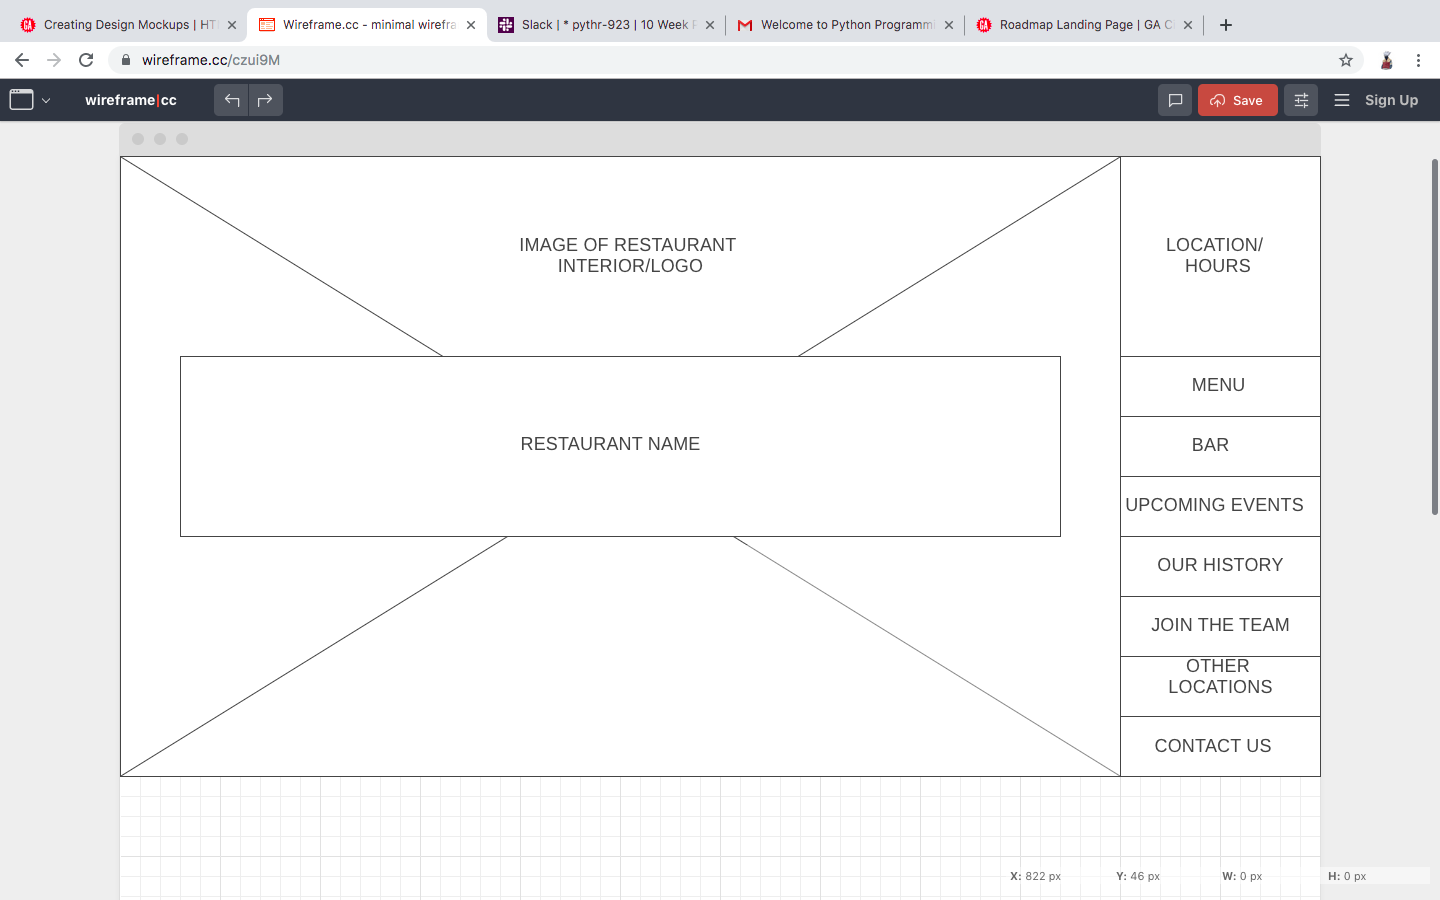 Creating Design Mockups | HT
Wireframe.cc - minimal wirefra
Slack | * pythr-923 | 10 Week
Welcome to Python Programmi
Roadmap Landing Page | GA C
wireframe.cc/czui9M
wireframe|cc
Save
Sign Up
IMAGE OF RESTAURANT
INTERIOR/LOGO
LOCATION/
HOURS
RESTAURANT NAME
MENU
BAR
UPCOMING EVENTS
OUR HISTORY
JOIN THE TEAM
OTHER
LOCATIONS
CONTACT US
X: 822 px Y: 46 px W: 0 px H: 0 px